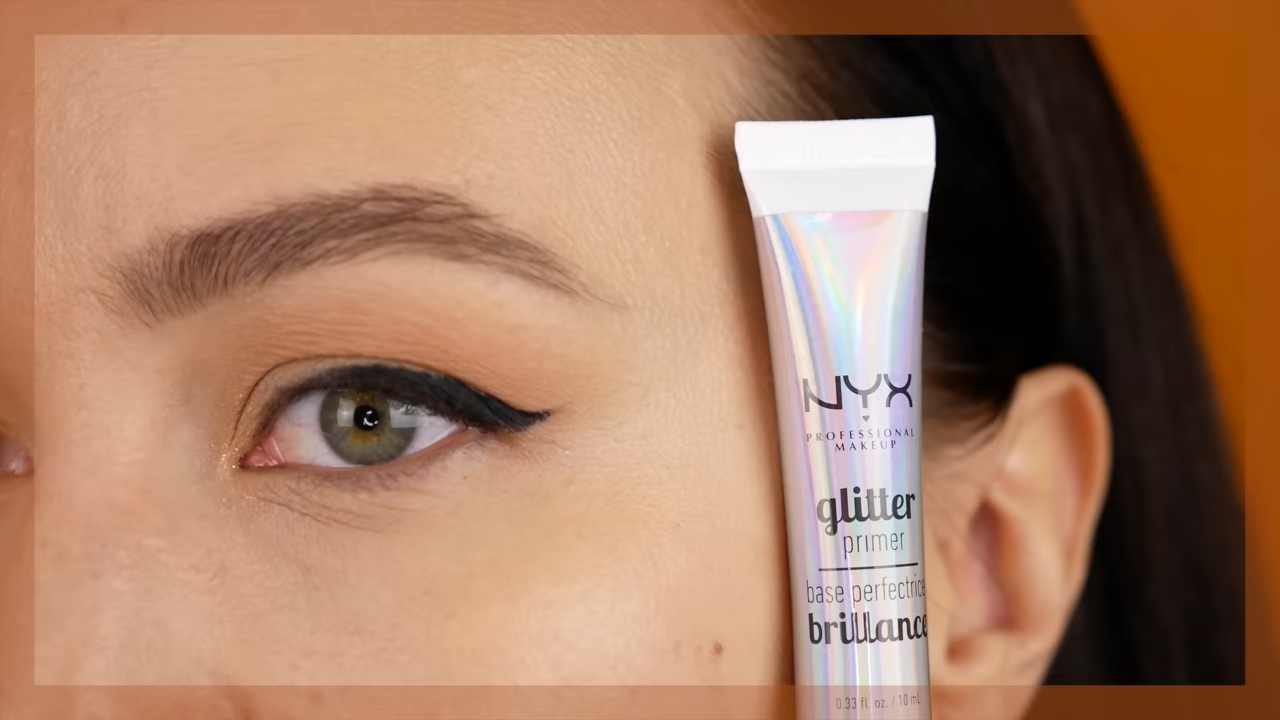 NYX
PROFESSIONAL
MAKEUP
glitter
primer
base perfectrice
brillance
0.33 fl. oz. / 10 mL